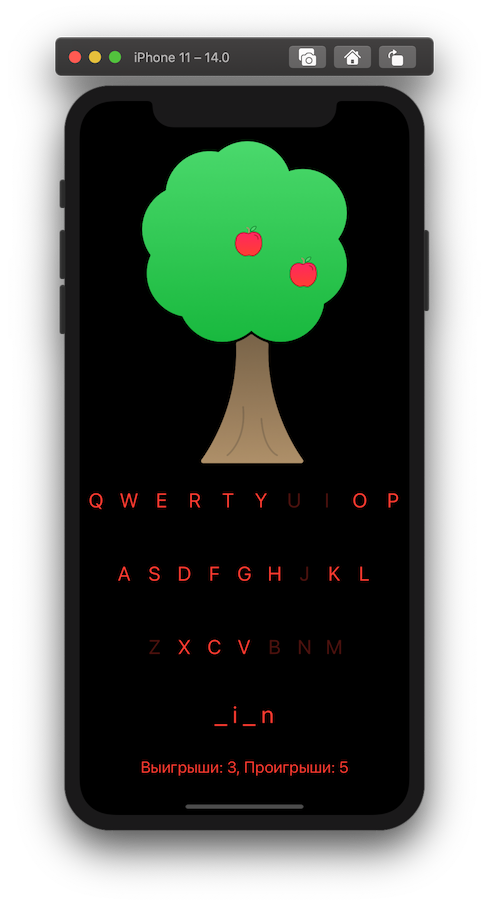 iPhone 11 – 14.0
Q W E R T Y U I O P
A S D F G H J K L
Z X C V B N M
_ i _ n
Выигрыши: 3, Проигрыши: 5